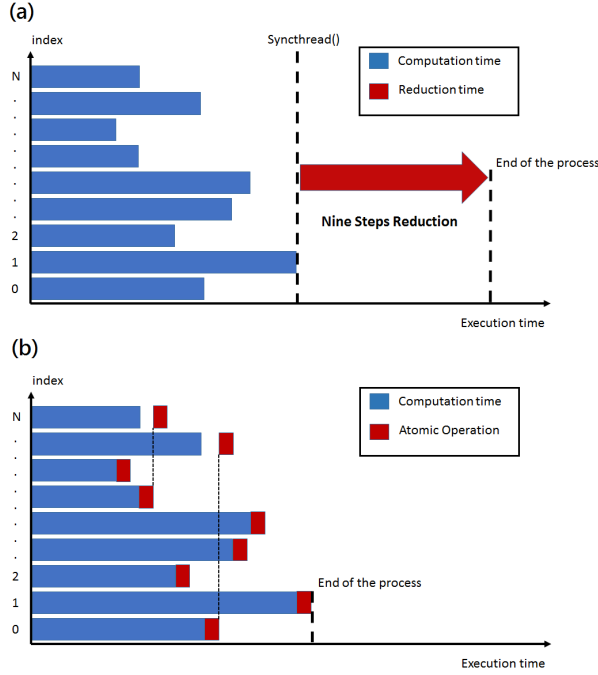 (a)
index
Syncthread()
Computation time
Reduction time
N
.
.
.
.
.
2
1
0
End of the process
Nine Steps Reduction
Execution time
(b)
index
Computation time
Atomic Operation
N
.
.
.
.
.
2
1
0
End of the process
Execution time